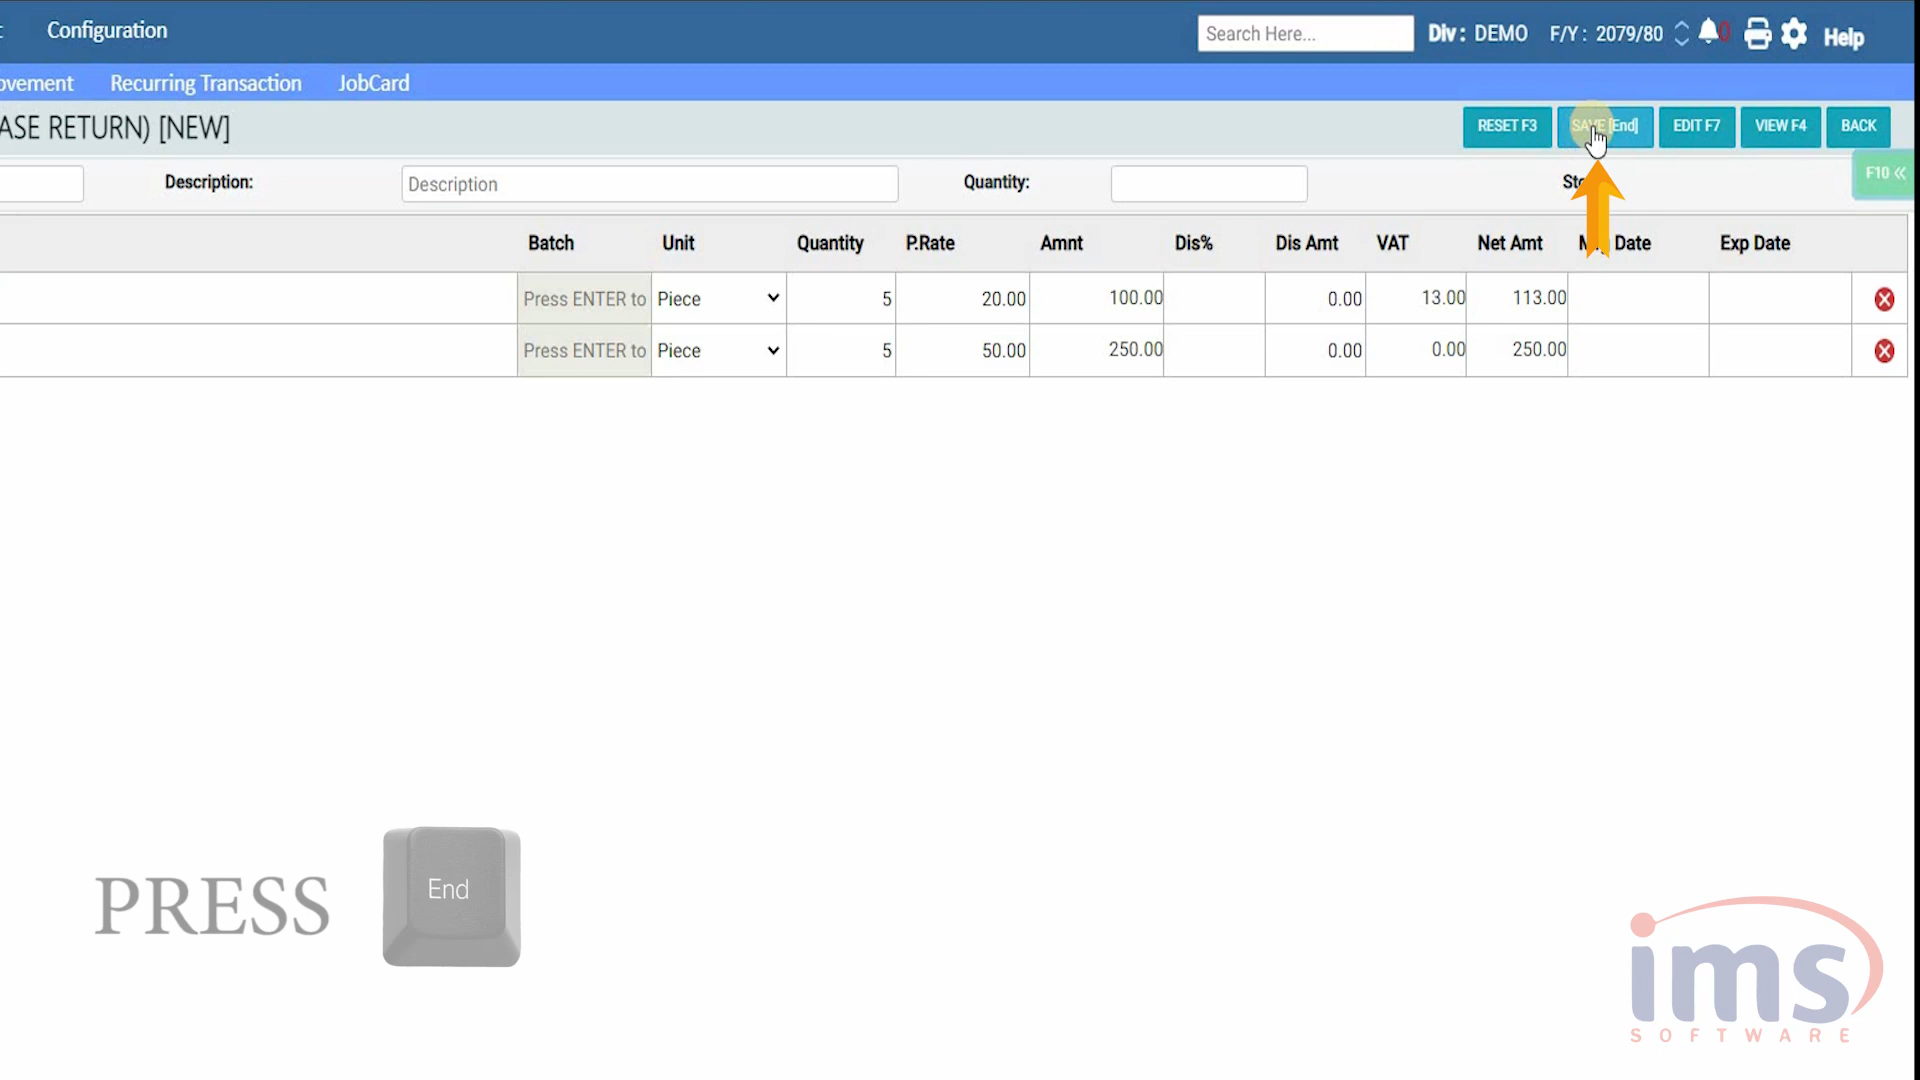 Configuration
Search Here...
Div : DEMO
F/Y : 2079/80
0
Help
ovement
Recurring Transaction
JobCard
ASE RETURN) [NEW]
RESET F3
SAVE [End]
EDIT F7
VIEW F4
BACK
F10 «
Description:
Description
Quantity:
Batch Unit Quantity P.Rate Amnt Dis% Dis Amt VAT Net Amt Date Exp Date
Press ENTER to Piece 5 20.00 100.00 0.00 13.00 113.00
Press ENTER to Piece 5 50.00 250.00 0.00 0.00 250.00
PRESS
End
ims
SOFTWARE